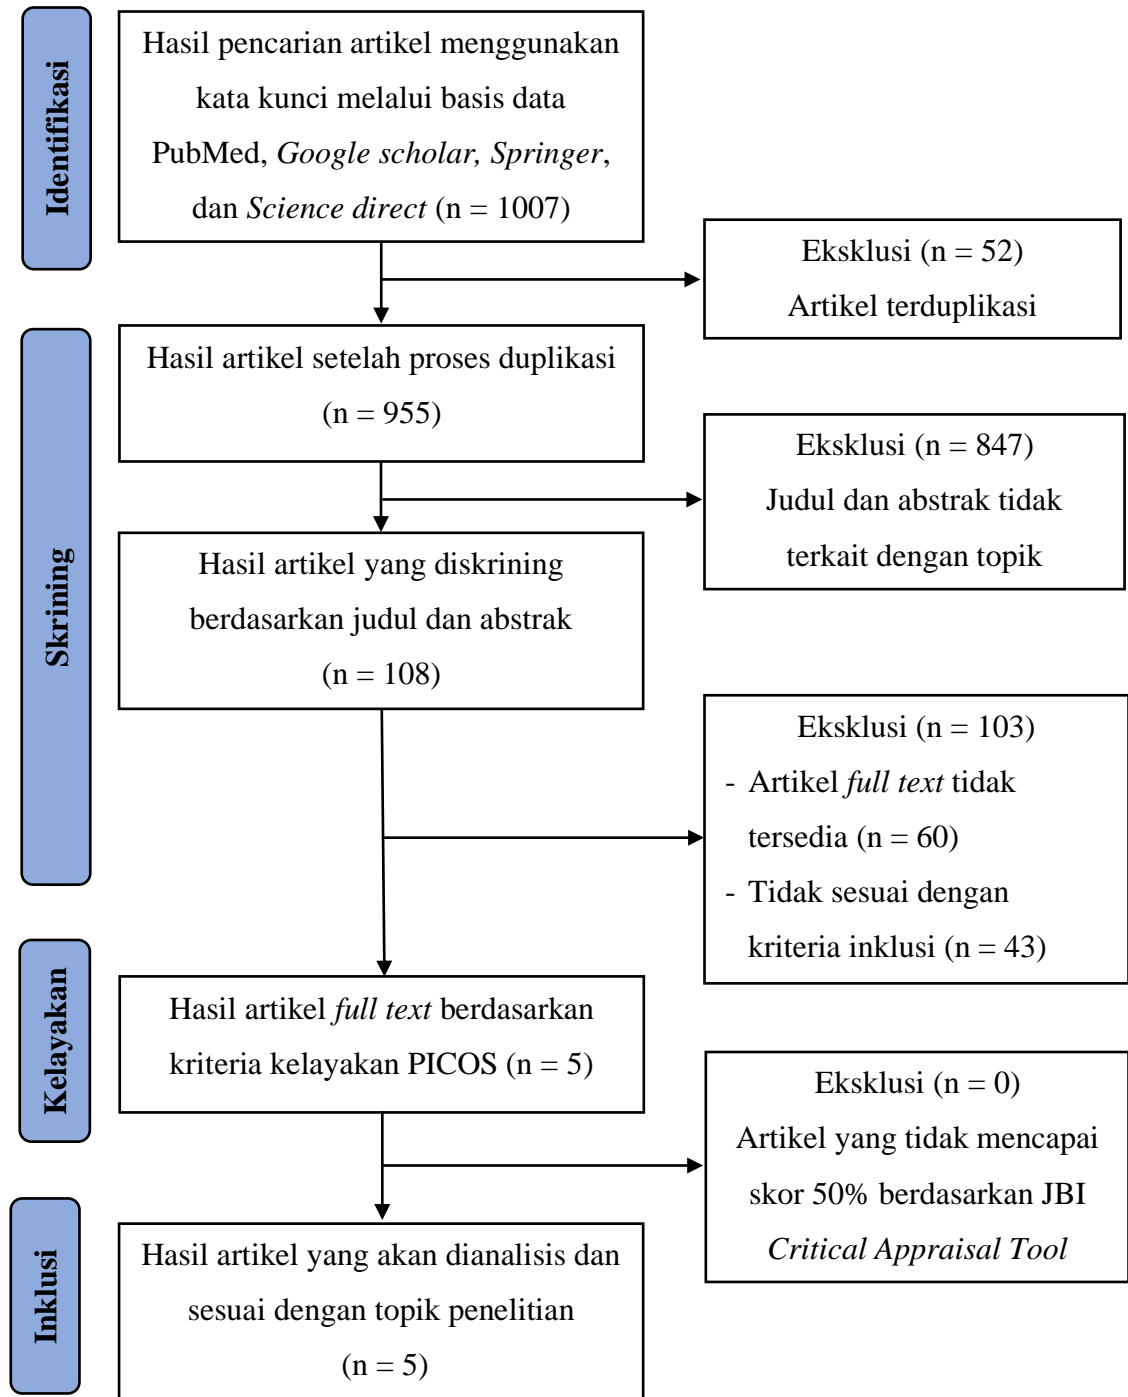 Identifikasi
Hasil pencarian artikel menggunakan
kata kunci melalui basis data
PubMed, Google scholar, Springer,
dan Science direct (n = 1007)
Eksklusi (n = 52)
Artikel terduplikasi
Skrining
Hasil artikel setelah proses duplikasi
(n = 955)
Eksklusi (n = 847)
Judul dan abstrak tidak
terkait dengan topik
Hasil artikel yang diskrining
berdasarkan judul dan abstrak
(n = 108)
Eksklusi (n = 103)
- Artikel full text tidak
tersedia (n = 60)
- Tidak sesuai dengan
kriteria inklusi (n = 43)
Kelayakan
Hasil artikel full text berdasarkan
kriteria kelayakan PICOS (n = 5)
Eksklusi (n = 0)
Artikel yang tidak mencapai
skor 50% berdasarkan JBI
Critical Appraisal Tool
Inklusi
Hasil artikel yang akan dianalisis dan
sesuai dengan topik penelitian
(n = 5)